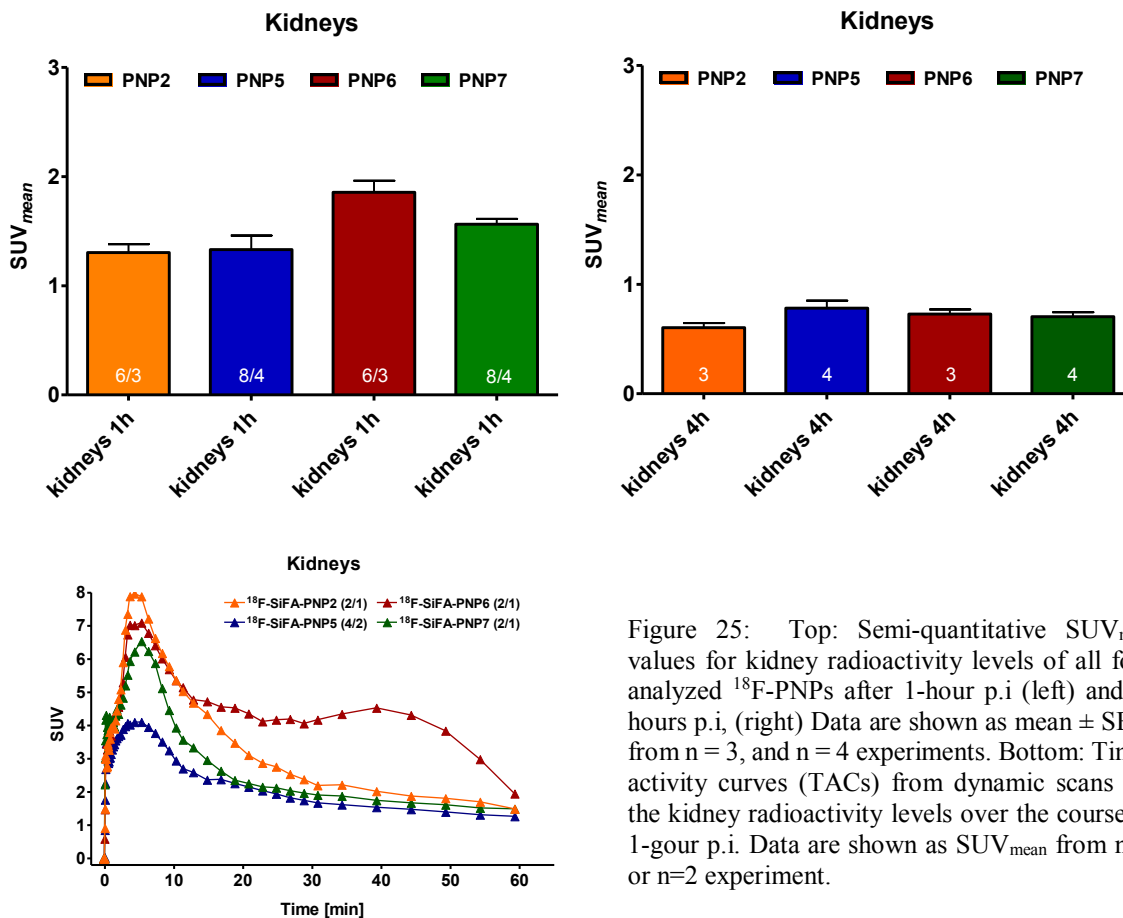 Kidneys
PNP2 PNP5 PNP6 PNP7
SUVmean
3
2
1
0
6/3 8/4 6/3 8/4
kidneys 1h kidneys 1h kidneys 1h kidneys 1h
Kidneys
PNP2 PNP5 PNP6 PNP7
SUVmean
3
2
1
0
3 4 3 4
kidneys 4h kidneys 4h kidneys 4h kidneys 4h
Kidneys
¹⁸F-SiFA-PNP2 (2/1) ¹⁸F-SiFA-PNP6 (2/1)
¹⁸F-SiFA-PNP5 (4/2) ¹⁸F-SiFA-PNP7 (2/1)
SUV
8
7
6
5
4
3
2
1
0
0 10 20 30 40 50 60
Time [min]
Figure 25: Top: Semi-quantitative
values for kidney radioactivity levels of all
analyzed ¹⁸F-PNPs after 1-hour p.i (left) and
hours p.i, (right) Data are shown as mean ±
from n = 3, and n = 4 experiments. Bottom:
activity curves (TACs) from dynamic scans
the kidney radioactivity levels over the course
1-gour p.i. Data are shown as SUVmean from n
or n=2 experiment.